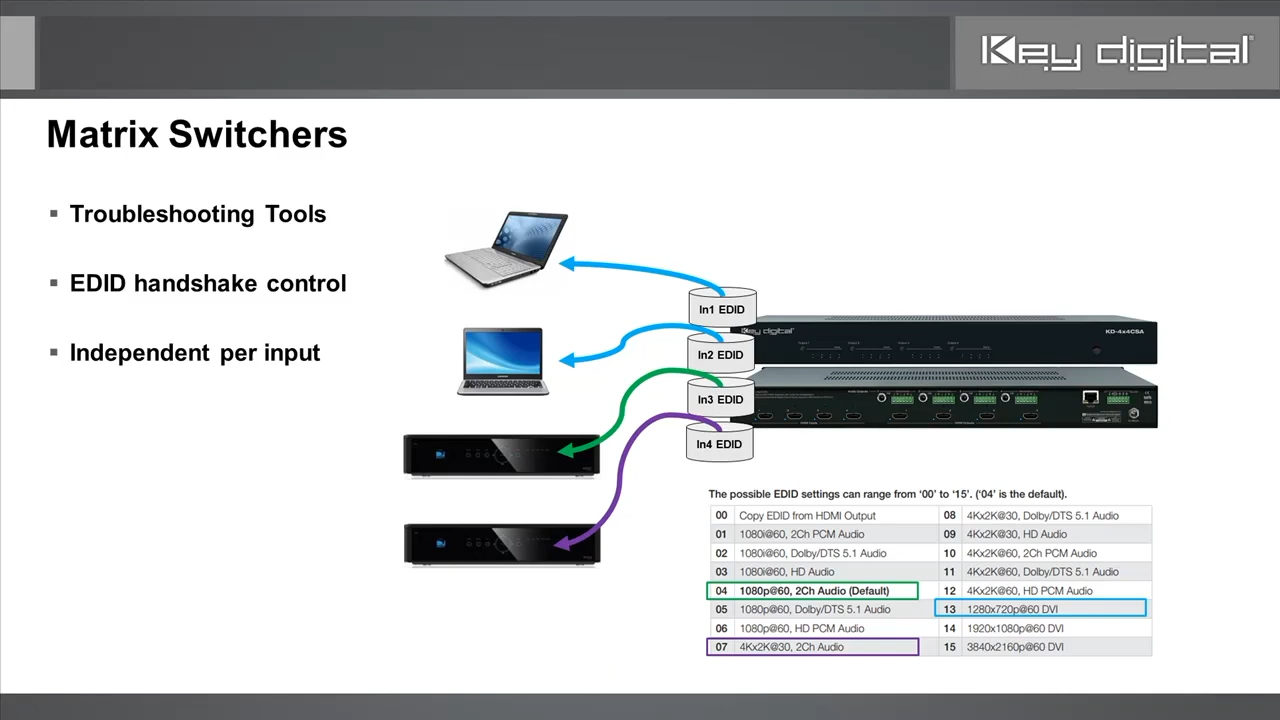 Key digital
Matrix Switchers
Troubleshooting Tools
EDID handshake control
Independent per input
In1 EDID
In2 EDID
In3 EDID
In4 EDID
Key digital
KD-4x4CSA
The possible EDID settings can range from '00' to '15'. ('04' is the default).
00 Copy EDID from HDMI Output 08 4Kx2K@30, Dolby/DTS 5.1 Audio
01 1080i@60, 2Ch PCM Audio 09 4Kx2K@30, HD Audio
02 1080i@60, Dolby/DTS 5.1 Audio 10 4Kx2K@60, 2Ch PCM Audio
03 1080i@60, HD Audio 11 4Kx2K@60, Dolby/DTS 5.1 Audio
04 1080p@60, 2Ch Audio (Default) 12 4Kx2K@60, HD PCM Audio
05 1080p@60, Dolby/DTS 5.1 Audio 13 1280x720p@60 DVI
06 1080p@60, HD PCM Audio 14 1920x1080p@60 DVI
07 4Kx2K@30, 2Ch Audio 15 3840x2160p@60 DVI